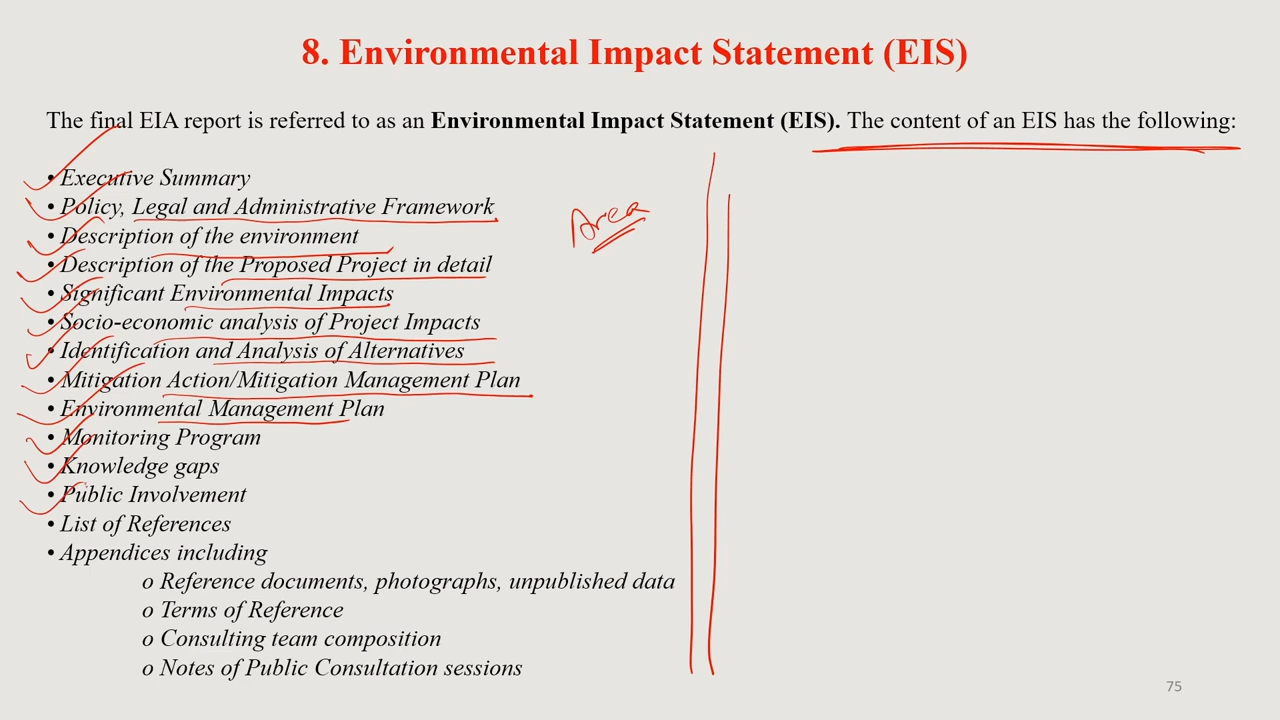 8. Environmental Impact Statement (EIS)
The final EIA report is referred to as an Environmental Impact Statement (EIS). The content of an EIS has the following:
• Executive Summary
• Policy, Legal and Administrative Framework
Area
• Description of the environment
• Description of the Proposed Project in detail
• Significant Environmental Impacts
• Socio-economic analysis of Project Impacts
• Identification and Analysis of Alternatives
• Mitigation Action/Mitigation Management Plan
• Environmental Management Plan
• Monitoring Program
• Knowledge gaps
• Public Involvement
• List of References
• Appendices including
o Reference documents, photographs, unpublished data
o Terms of Reference
o Consulting team composition
o Notes of Public Consultation sessions
75